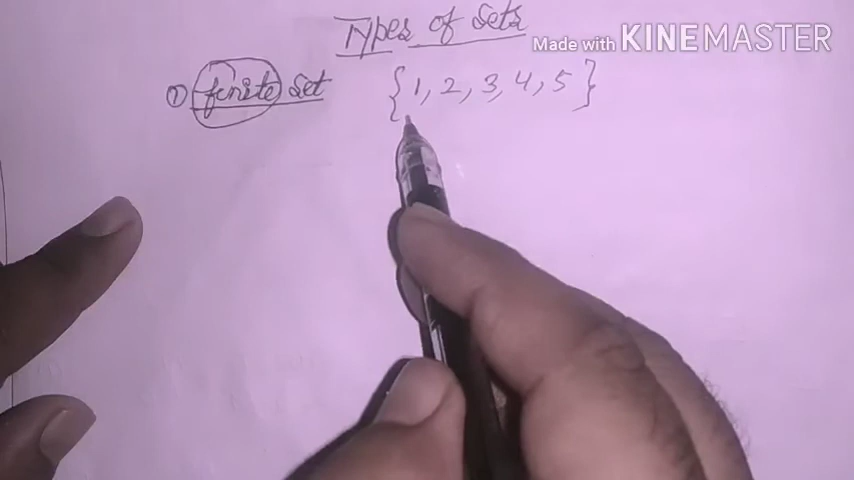 Types of Sets
Made with KINEMASTER
① finite Set {1, 2, 3, 4, 5}